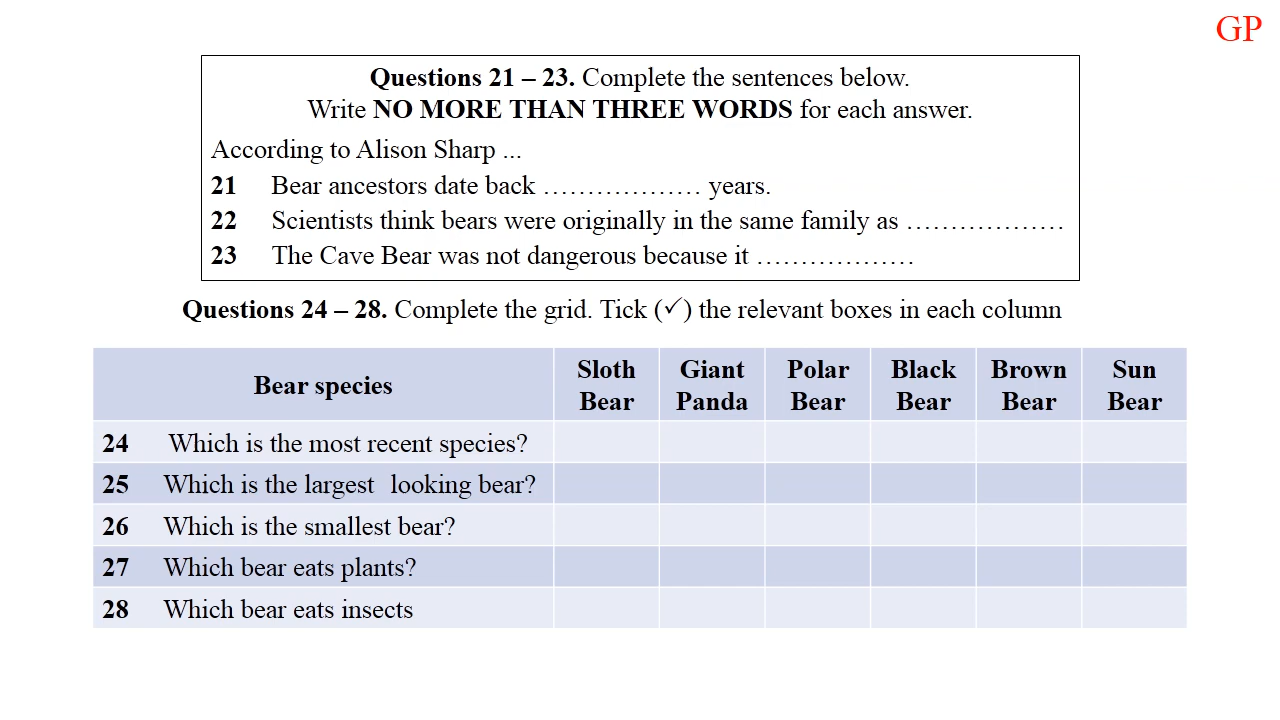 GP
Questions 21 – 23. Complete the sentences below.
Write NO MORE THAN THREE WORDS for each answer.
According to Alison Sharp ...
21 Bear ancestors date back ……………… years.
22 Scientists think bears were originally in the same family as ………………
23 The Cave Bear was not dangerous because it ………………
Questions 24 – 28. Complete the grid. Tick (✓) the relevant boxes in each column
Bear species Sloth Bear Giant Panda Polar Bear Black Bear Brown Bear Sun Bear
24 Which is the most recent species?
25 Which is the largest looking bear?
26 Which is the smallest bear?
27 Which bear eats plants?
28 Which bear eats insects